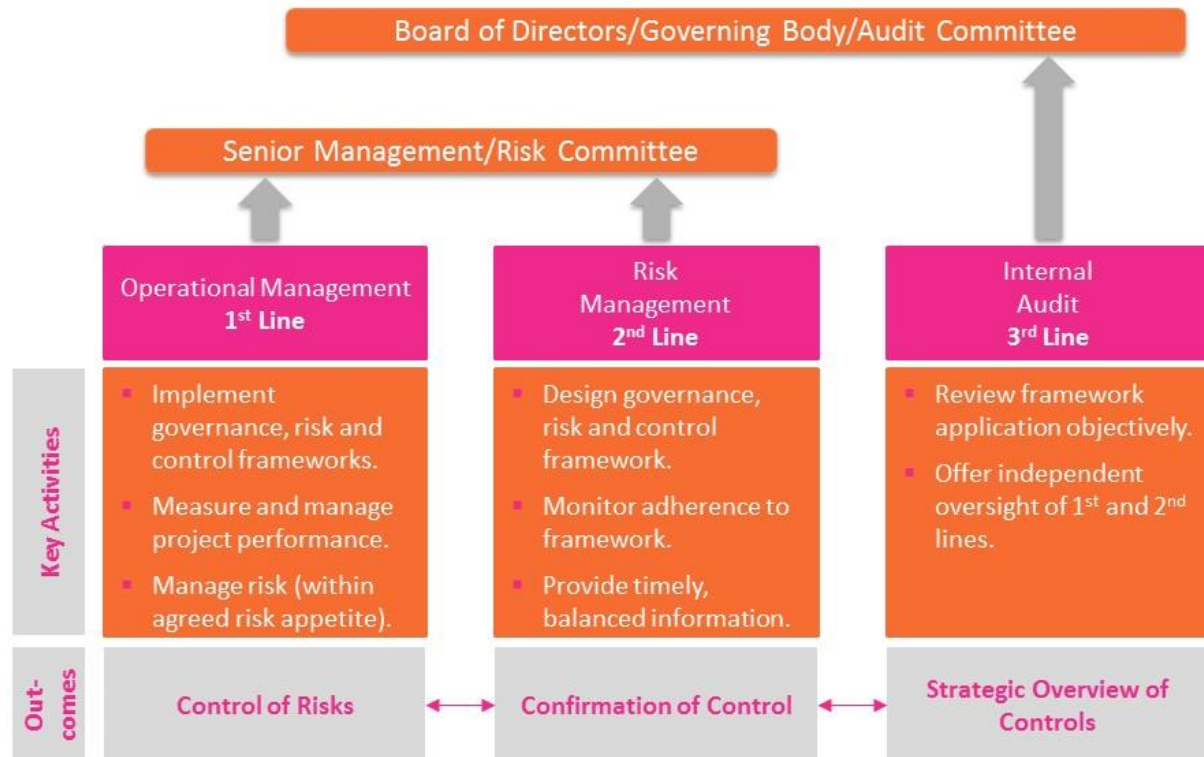 Board of Directors/Governing Body/Audit Committee
Senior Management/Risk Committee
Operational Management
1st Line
Risk
Management
2nd Line
Internal
Audit
3rd Line
Key Activities
▪ Implement
governance, risk and
control frameworks.
▪ Measure and manage
project performance.
▪ Manage risk (within
agreed risk appetite).
▪ Design governance,
risk and control
framework.
▪ Monitor adherence to
framework.
▪ Provide timely,
balanced information.
▪ Review framework
application objectively.
▪ Offer independent
oversight of 1st and 2nd
lines.
Out-
comes
Control of Risks
Confirmation of Control
Strategic Overview of
Controls